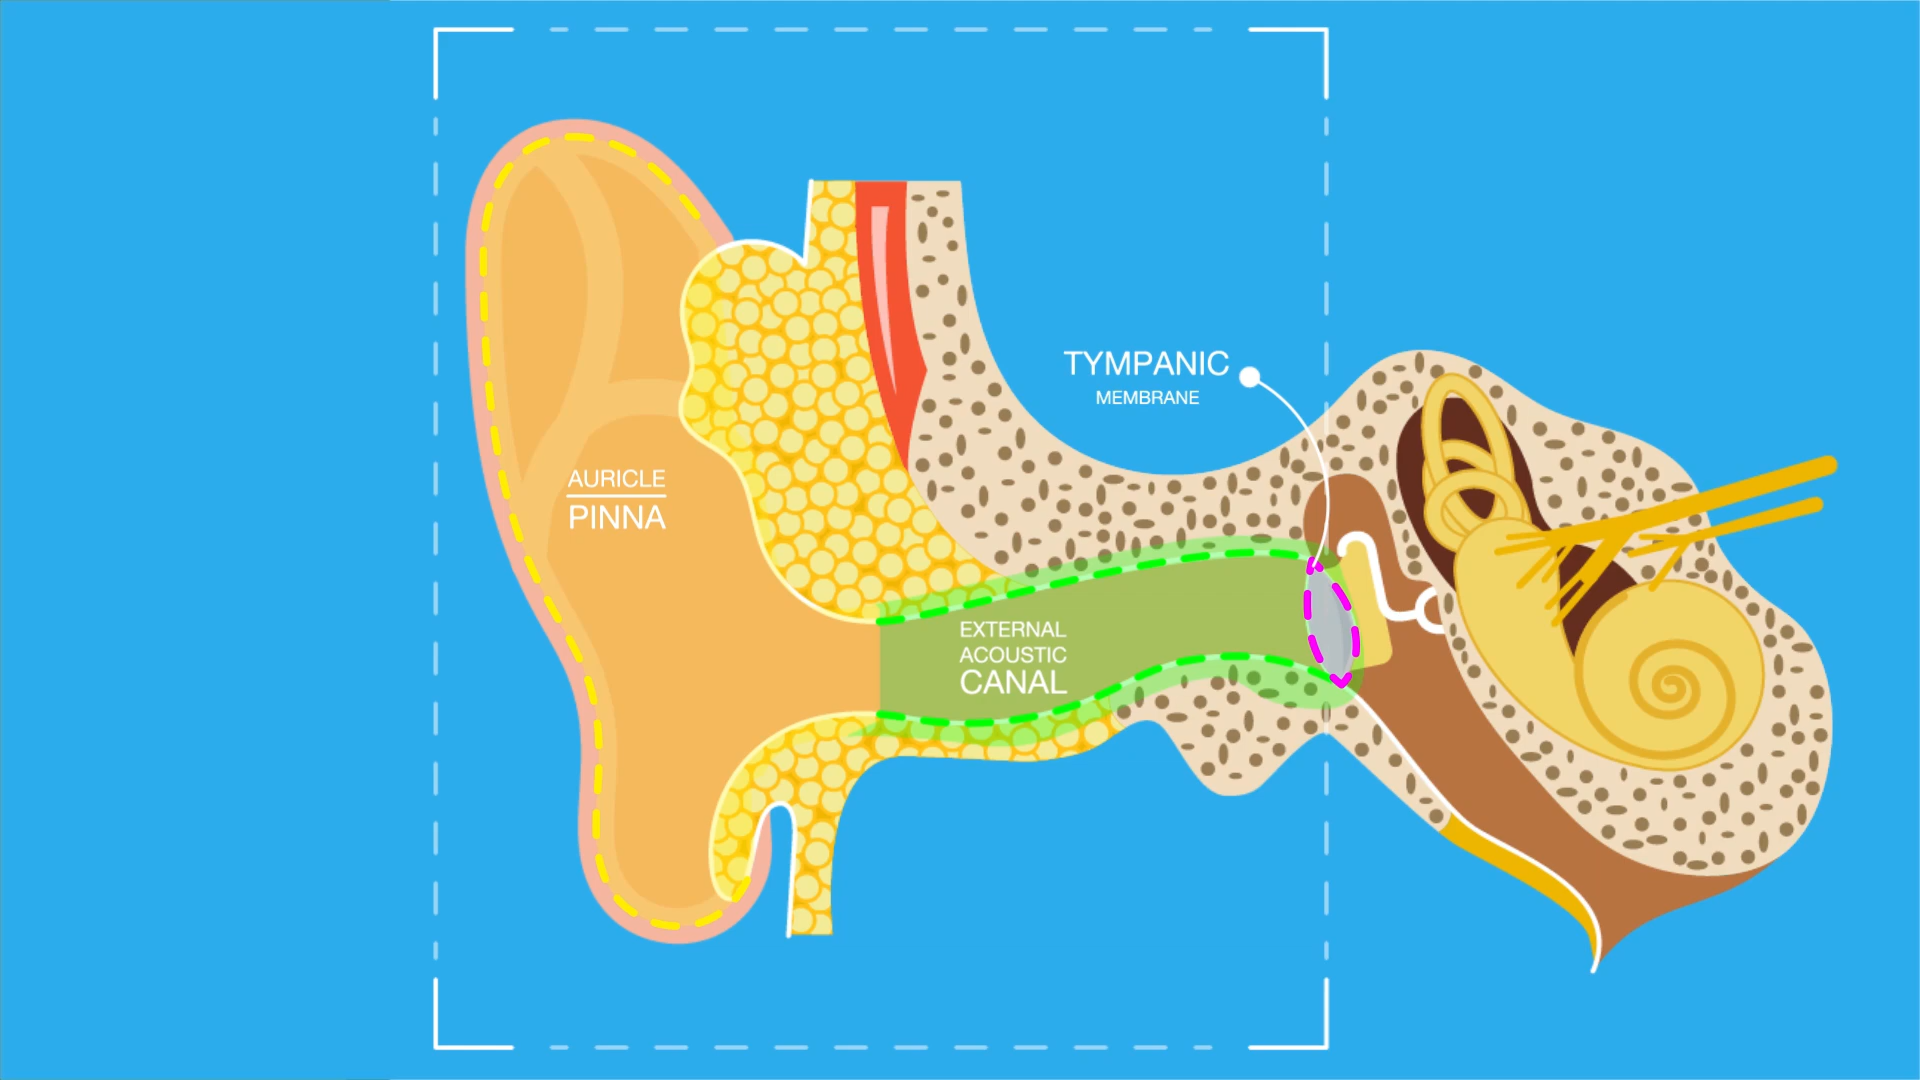 TYMPANIC
MEMBRANE
AURICLE
PINNA
EXTERNAL
ACOUSTIC
CANAL